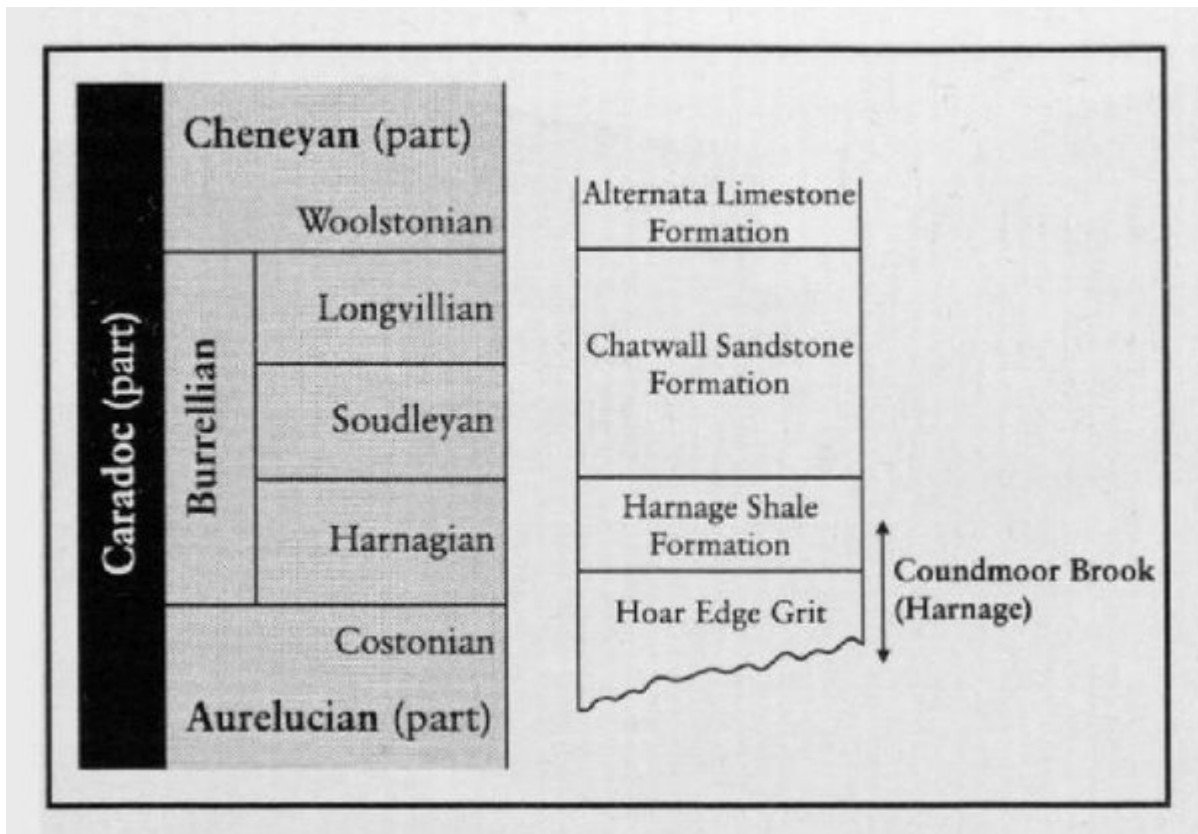 Caradoc (part)
Cheneyan (part)
Woolstonian
Burrellian
Longvillian
Soudleyan
Harnagian
Costonian
Aurelucian (part)
Alternata Limestone
Formation
Chatwall Sandstone
Formation
Harnage Shale
Formation
Hoar Edge Grit
Coundmoor Brook
(Harnage)